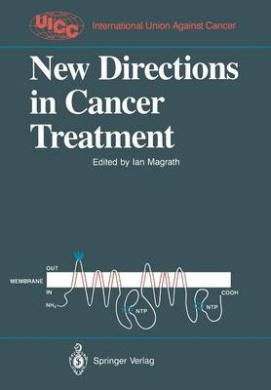 UICC International Union Against Cancer
New Directions
in Cancer
Treatment
Edited by Ian Magrath
OUT
MEMBRANE
IN
COOH
NH₂
NTP
NTP
Springer Verlag